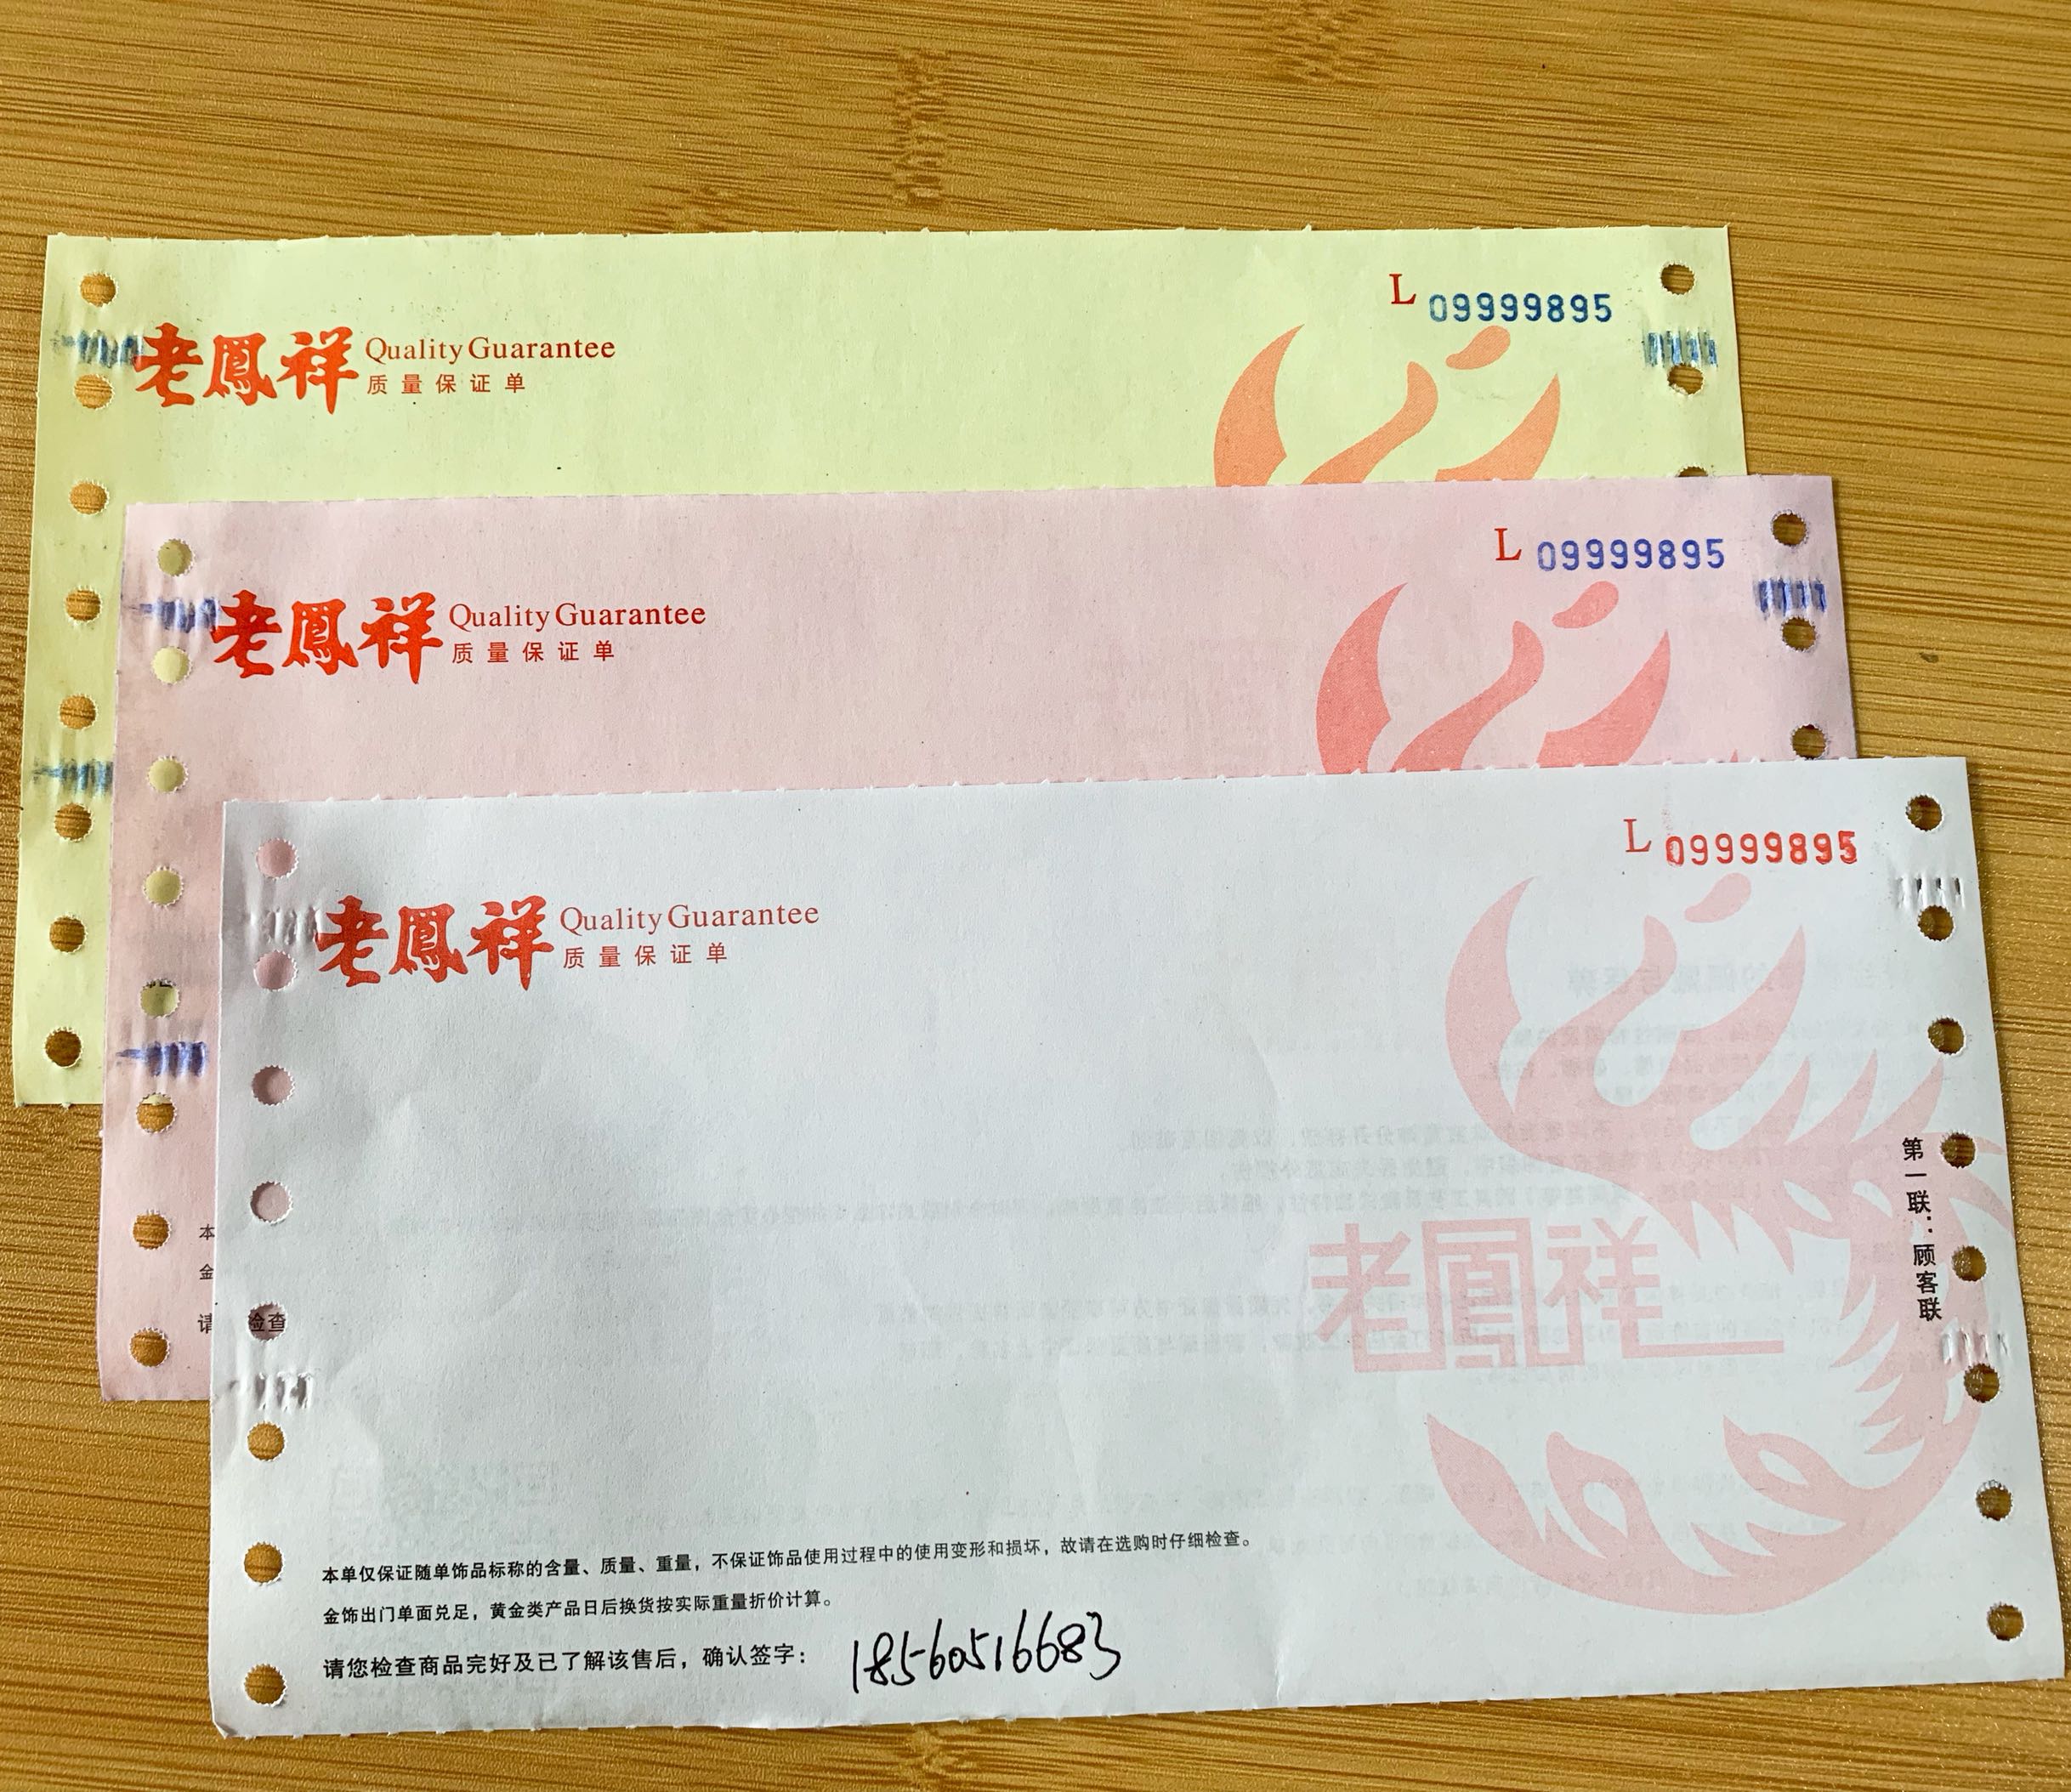 老鳳祥 Quality Guarantee
质量保证单
L 09999895
老鳳祥 Quality Guarantee
质量保证单
L 09999895
本
金
请 检查
老鳳祥 Quality Guarantee
质量保证单
L 09999895
老鳳祥
第一联：顾客联
本单仅保证随单饰品标称的含量、质量、重量，不保证饰品使用过程中的使用变形和损坏，故请在选购时仔细检查。
金饰出门单面兑足，黄金类产品日后换货按实际重量折价计算。
请您检查商品完好及已了解该售后，确认签字： 18560516683